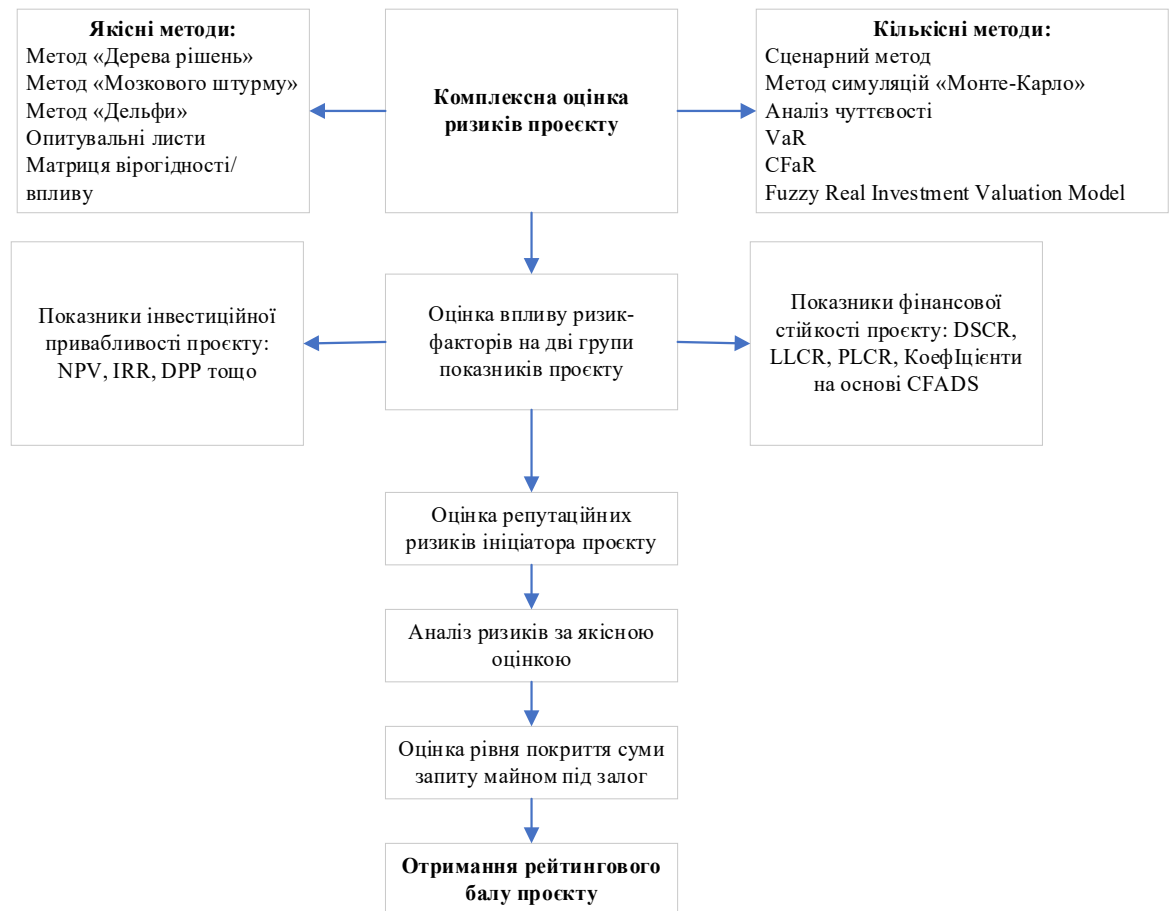 Якісні методи:
Метод «Дерева рішень»
Метод «Мозкового штурму»
Метод «Дельфи»
Опитувальні листи
Матриця вірогідності/
впливу
Комплексна оцінка
ризиків проеєкту
Кількісні методи:
Сценарний метод
Метод симуляцій «Монте-Карло»
Аналіз чуттєвості
VaR
CFaR
Fuzzy Real Investment Valuation Model
Показники інвестиційної
привабливості проєкту:
NPV, IRR, DPP тощо
Оцінка впливу ризик-
факторів на дві групи
показників проєкту
Показники фінансової
стійкості проєкту: DSCR,
LLCR, PLCR, КоефІцієнти
на основі CFADS
Оцінка репутаційних
ризиків ініціатора проєкту
Аналіз ризиків за якісною
оцінкою
Оцінка рівня покриття суми
запиту майном під залог
Отримання рейтингового
балу проєкту